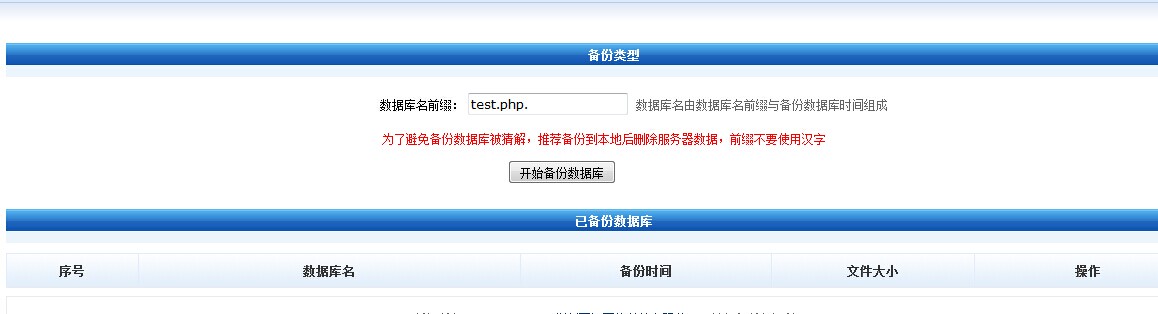 备份类型
数据库名前缀： test.php. 数据库名由数据库名前缀与备份数据库时间组成
为了避免备份数据库被猜解，推荐备份到本地后删除服务器数据，前缀不要使用汉字
开始备份数据库
已备份数据库
序号 数据库名 备份时间 文件大小 操作